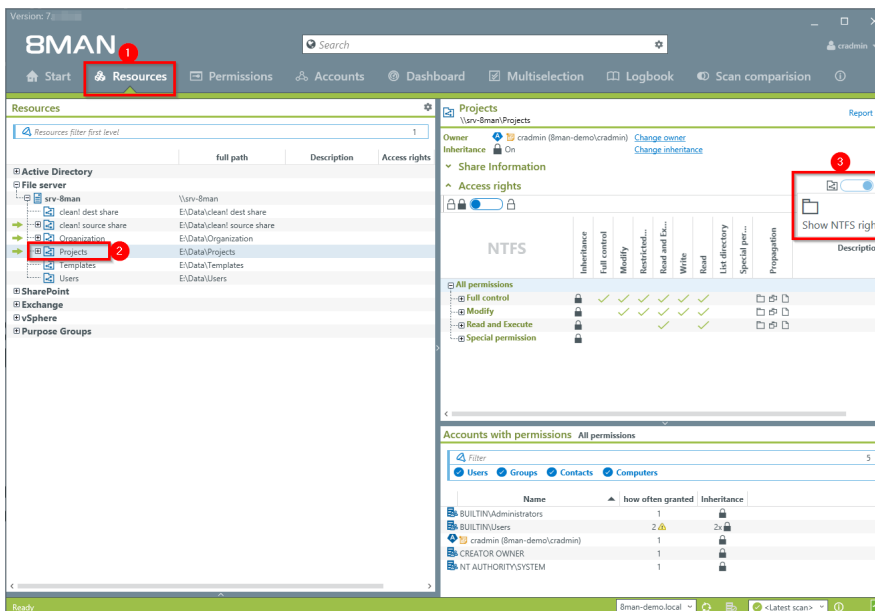 Version: 7
8MAN
1
Search
cradmin
Start
Resources
Permissions
Accounts
Dashboard
Multiselection
Logbook
Scan comparision
Resources
Resources filter first level
1
full path
Description
Access rights
Active Directory
File server
srv-8man
\\srv-8man
clean! dest share
E:\Data\clean! dest share
clean! source share
E:\Data\clean! source share
Organization
E:\Data\Organization
Projects
2
E:\Data\Projects
Templates
E:\Data\Templates
Users
E:\Data\Users
SharePoint
Exchange
vSphere
Purpose Groups
Projects
\\srv-8man\Projects
Report
Owner
cradmin (8man-demo\cradmin)
Change owner
Inheritance
On
Change inheritance
Share Information
3
Access rights
Show NTFS righ
NTFS
Inheritance
Full control
Modify
Restricted...
Read and Ex...
Write
Read
List directory
Special per...
Propagation
Descriptio
All permissions
Full control
Modify
Read and Execute
Special permission
Accounts with permissions
All permissions
Filter
5
Users
Groups
Contacts
Computers
Name
how often granted
Inheritance
BUILTIN\Administrators
1
BUILTIN\Users
2
2x
cradmin (8man-demo\cradmin)
1
CREATOR OWNER
1
NT AUTHORITY\SYSTEM
1
Ready
8man-demo.local
<Latest scan>